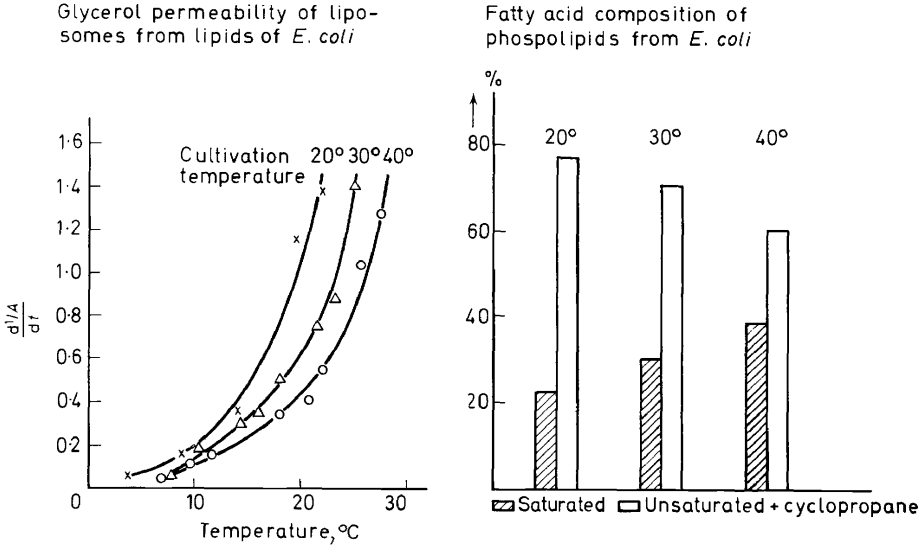 Glycerol permeability of lipo-
somes from lipids of E. coli
d 1/A
dt
1·6
1·4
1·2
1·0
0·8
0·6
0·4
0·2
0
10
20
30
Cultivation 20° 30° 40°
temperature
Temperature, °C
Fatty acid composition of
phospolipids from E. coli
%
80
60
40
20
20° 30° 40°
Saturated Unsaturated + cyclopropane